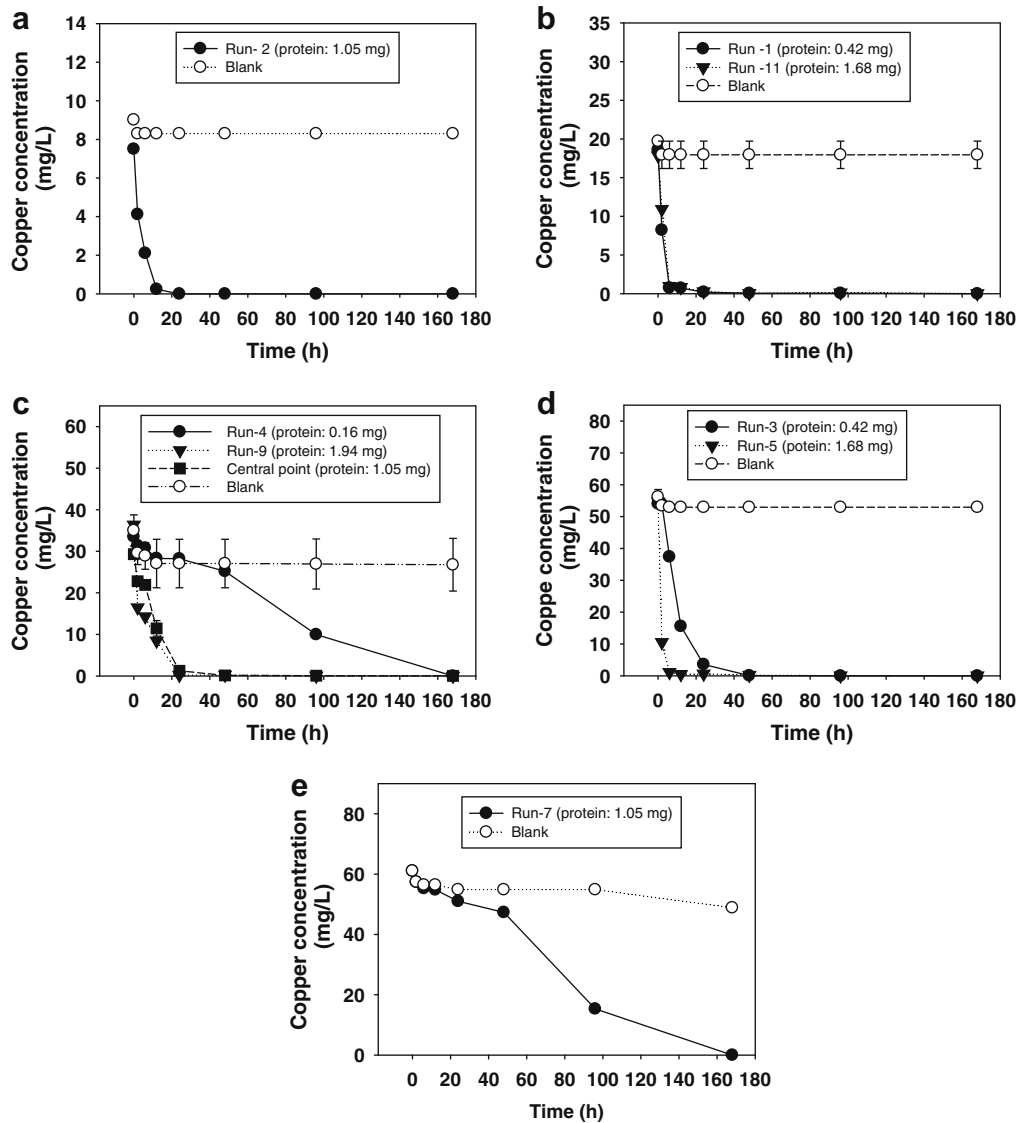 a
Copper concentration
(mg/L)
14
12
10
8
6
4
2
0
Run- 2 (protein: 1.05 mg)
Blank
0 20 40 60 80 100 120 140 160 180
Time (h)
b
Copper concentration
(mg/L)
35
30
25
20
15
10
5
0
Run -1 (protein: 0.42 mg)
Run -11 (protein: 1.68 mg)
Blank
0 20 40 60 80 100 120 140 160 180
Time (h)
c
Copper concentration
(mg/L)
60
50
40
30
20
10
0
Run-4 (protein: 0.16 mg)
Run-9 (protein: 1.94 mg)
Central point (protein: 1.05 mg)
Blank
0 20 40 60 80 100 120 140 160 180
Time (h)
d
Coppe concentration
(mg/L)
80
70
60
50
40
30
20
10
0
Run-3 (protein: 0.42 mg)
Run-5 (potein: 1.68 mg)
Blank
0 20 40 60 80 100 120 140 160 180
Time (h)
e
Copper concentration
(mg/L)
80
60
40
20
0
Run-7 (protein: 1.05 mg)
Blank
0 20 40 60 80 100 120 140 160 180
Time (h)